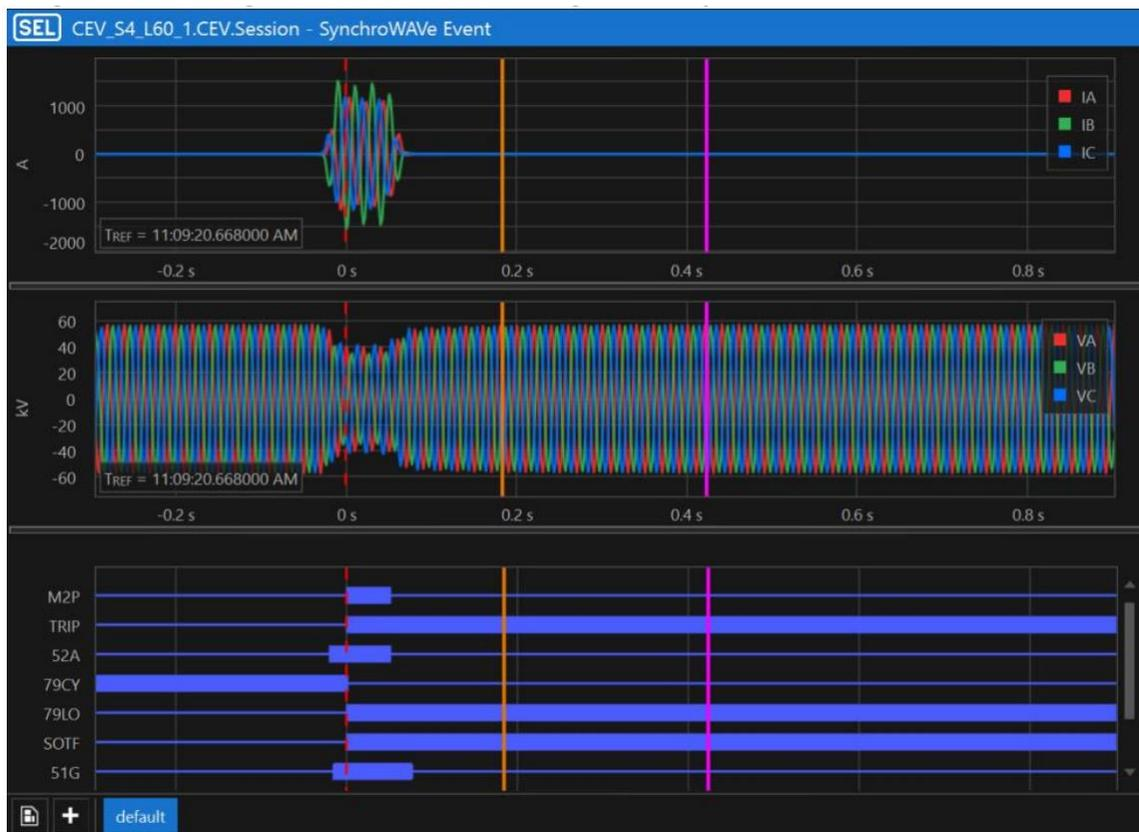 SEL CEV_S4_L60_1.CEV.Session - SynchroWAVe Event
1000
0
-1000
-2000
A
IA
IB
IC
TREF = 11:09:20.668000 AM
-0.2 s 0 s 0.2 s 0.4 s 0.6 s 0.8 s
60
40
20
0
-20
-40
-60
kV
VA
VB
VC
TREF = 11:09:20.668000 AM
-0.2 s 0 s 0.2 s 0.4 s 0.6 s 0.8 s
M2P
TRIP
52A
79CY
79LO
SOTF
51G
default